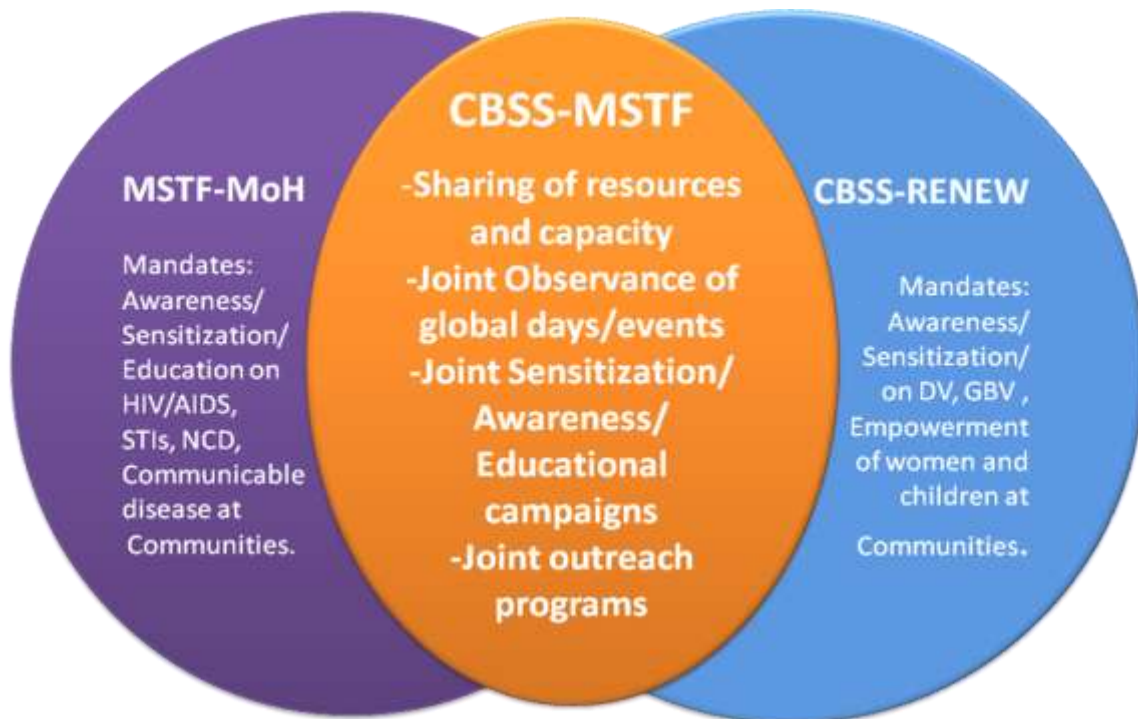 MSTF-MoH
Mandates:
Awareness/
Sensitization/
Education on
HIV/AIDS,
STIs, NCD,
Communicable
disease at
Communities.
CBSS-MSTF
-Sharing of resources
and capacity
-Joint Observance of
global days/events
-Joint Sensitization/
Awareness/
Educational
campaigns
-Joint outreach
programs
CBSS-RENEW
Mandates:
Awareness/
Sensitization/
on DV, GBV ,
Empowerment
of women and
children at
Communities.